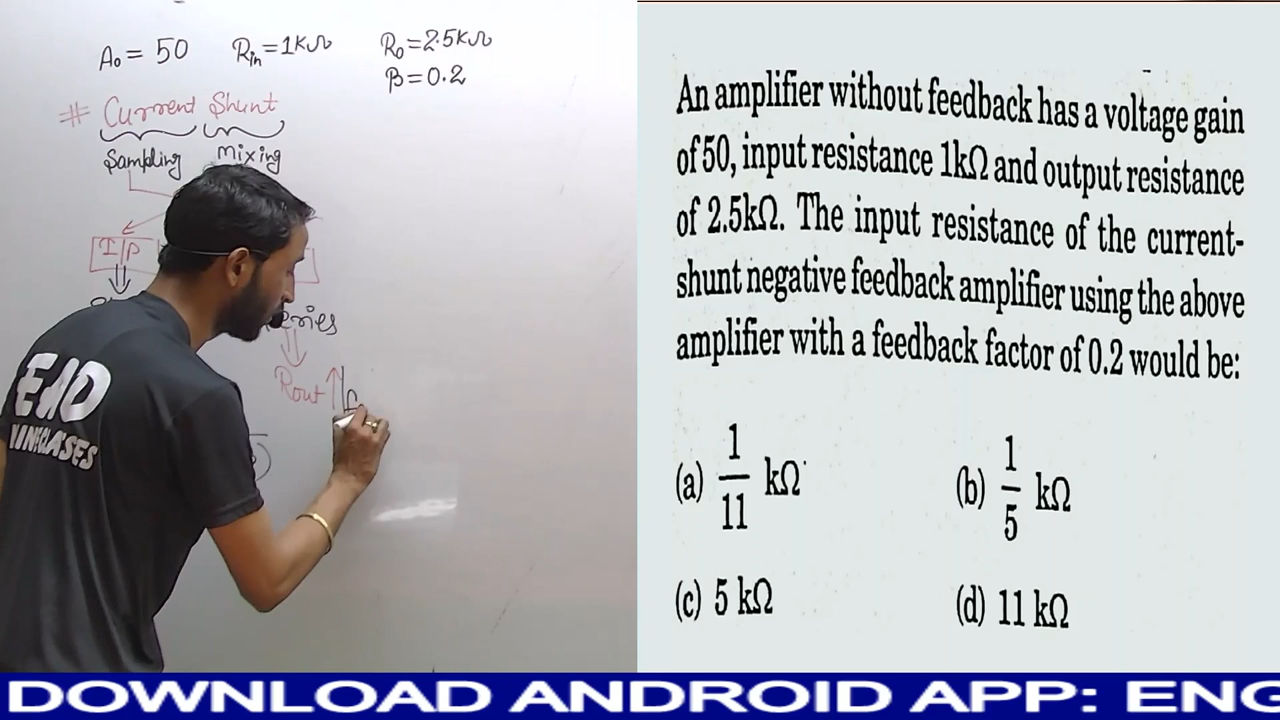 A₀ = 50 Rᵢₙ = 1KΩ R₀ = 2.5KΩ
β = 0.2
# Current Shunt
Sampling mixing
I/P
Rout ↑
EAD
An amplifier without feedback has a voltage gain
of 50, input resistance 1kΩ and output resistance
of 2.5kΩ. The input resistance of the current-
shunt negative feedback amplifier using the above
amplifier with a feedback factor of 0.2 would be:
(a) 1/11 kΩ (b) 1/5 kΩ
(c) 5 kΩ (d) 11 kΩ
DOWNLOAD ANDROID APP: ENG